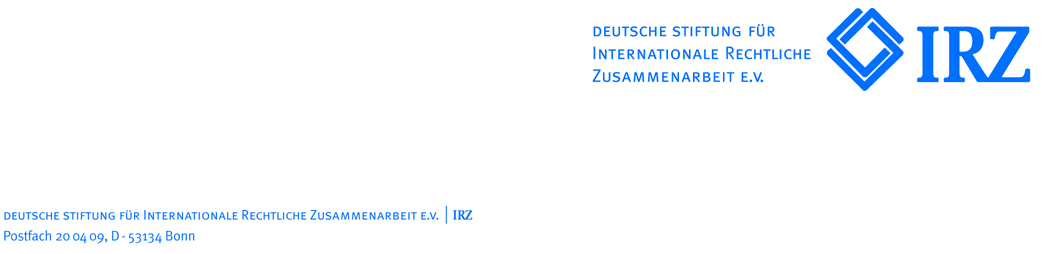 DEUTSCHE STIFTUNG FÜR
INTERNATIONALE RECHTLICHE
ZUSAMMENARBEIT E.V.
IRZ
DEUTSCHE STIFTUNG FÜR INTERNATIONALE RECHTLICHE ZUSAMMENARBEIT E.V. | IRZ
Postfach 20 04 09, D - 53134 Bonn